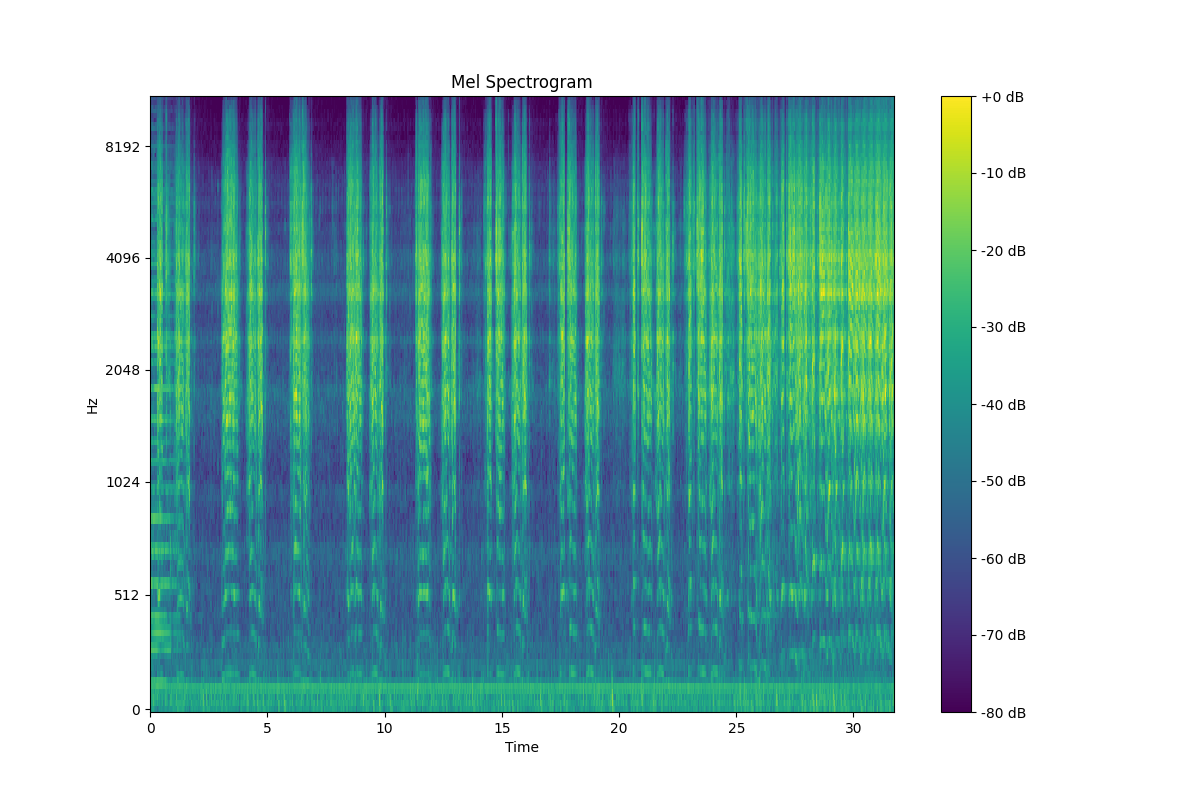 Mel Spectrogram
+0 dB
8192
-10 dB
4096
-20 dB
-30 dB
2048
-40 dB
Hz
1024
-50 dB
-60 dB
512
-70 dB
0
-80 dB
0 5 10 15 20 25 30
Time